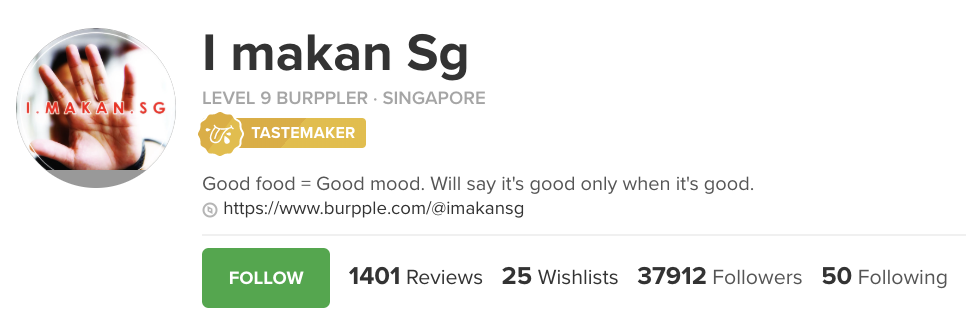 I makan Sg
I.MAKAN.SG
LEVEL 9 BURPPLER · SINGAPORE
TASTEMAKER
Good food = Good mood. Will say it's good only when it's good.
https://www.burpple.com/@imakansg
FOLLOW 1401 Reviews 25 Wishlists 37912 Followers 50 Following